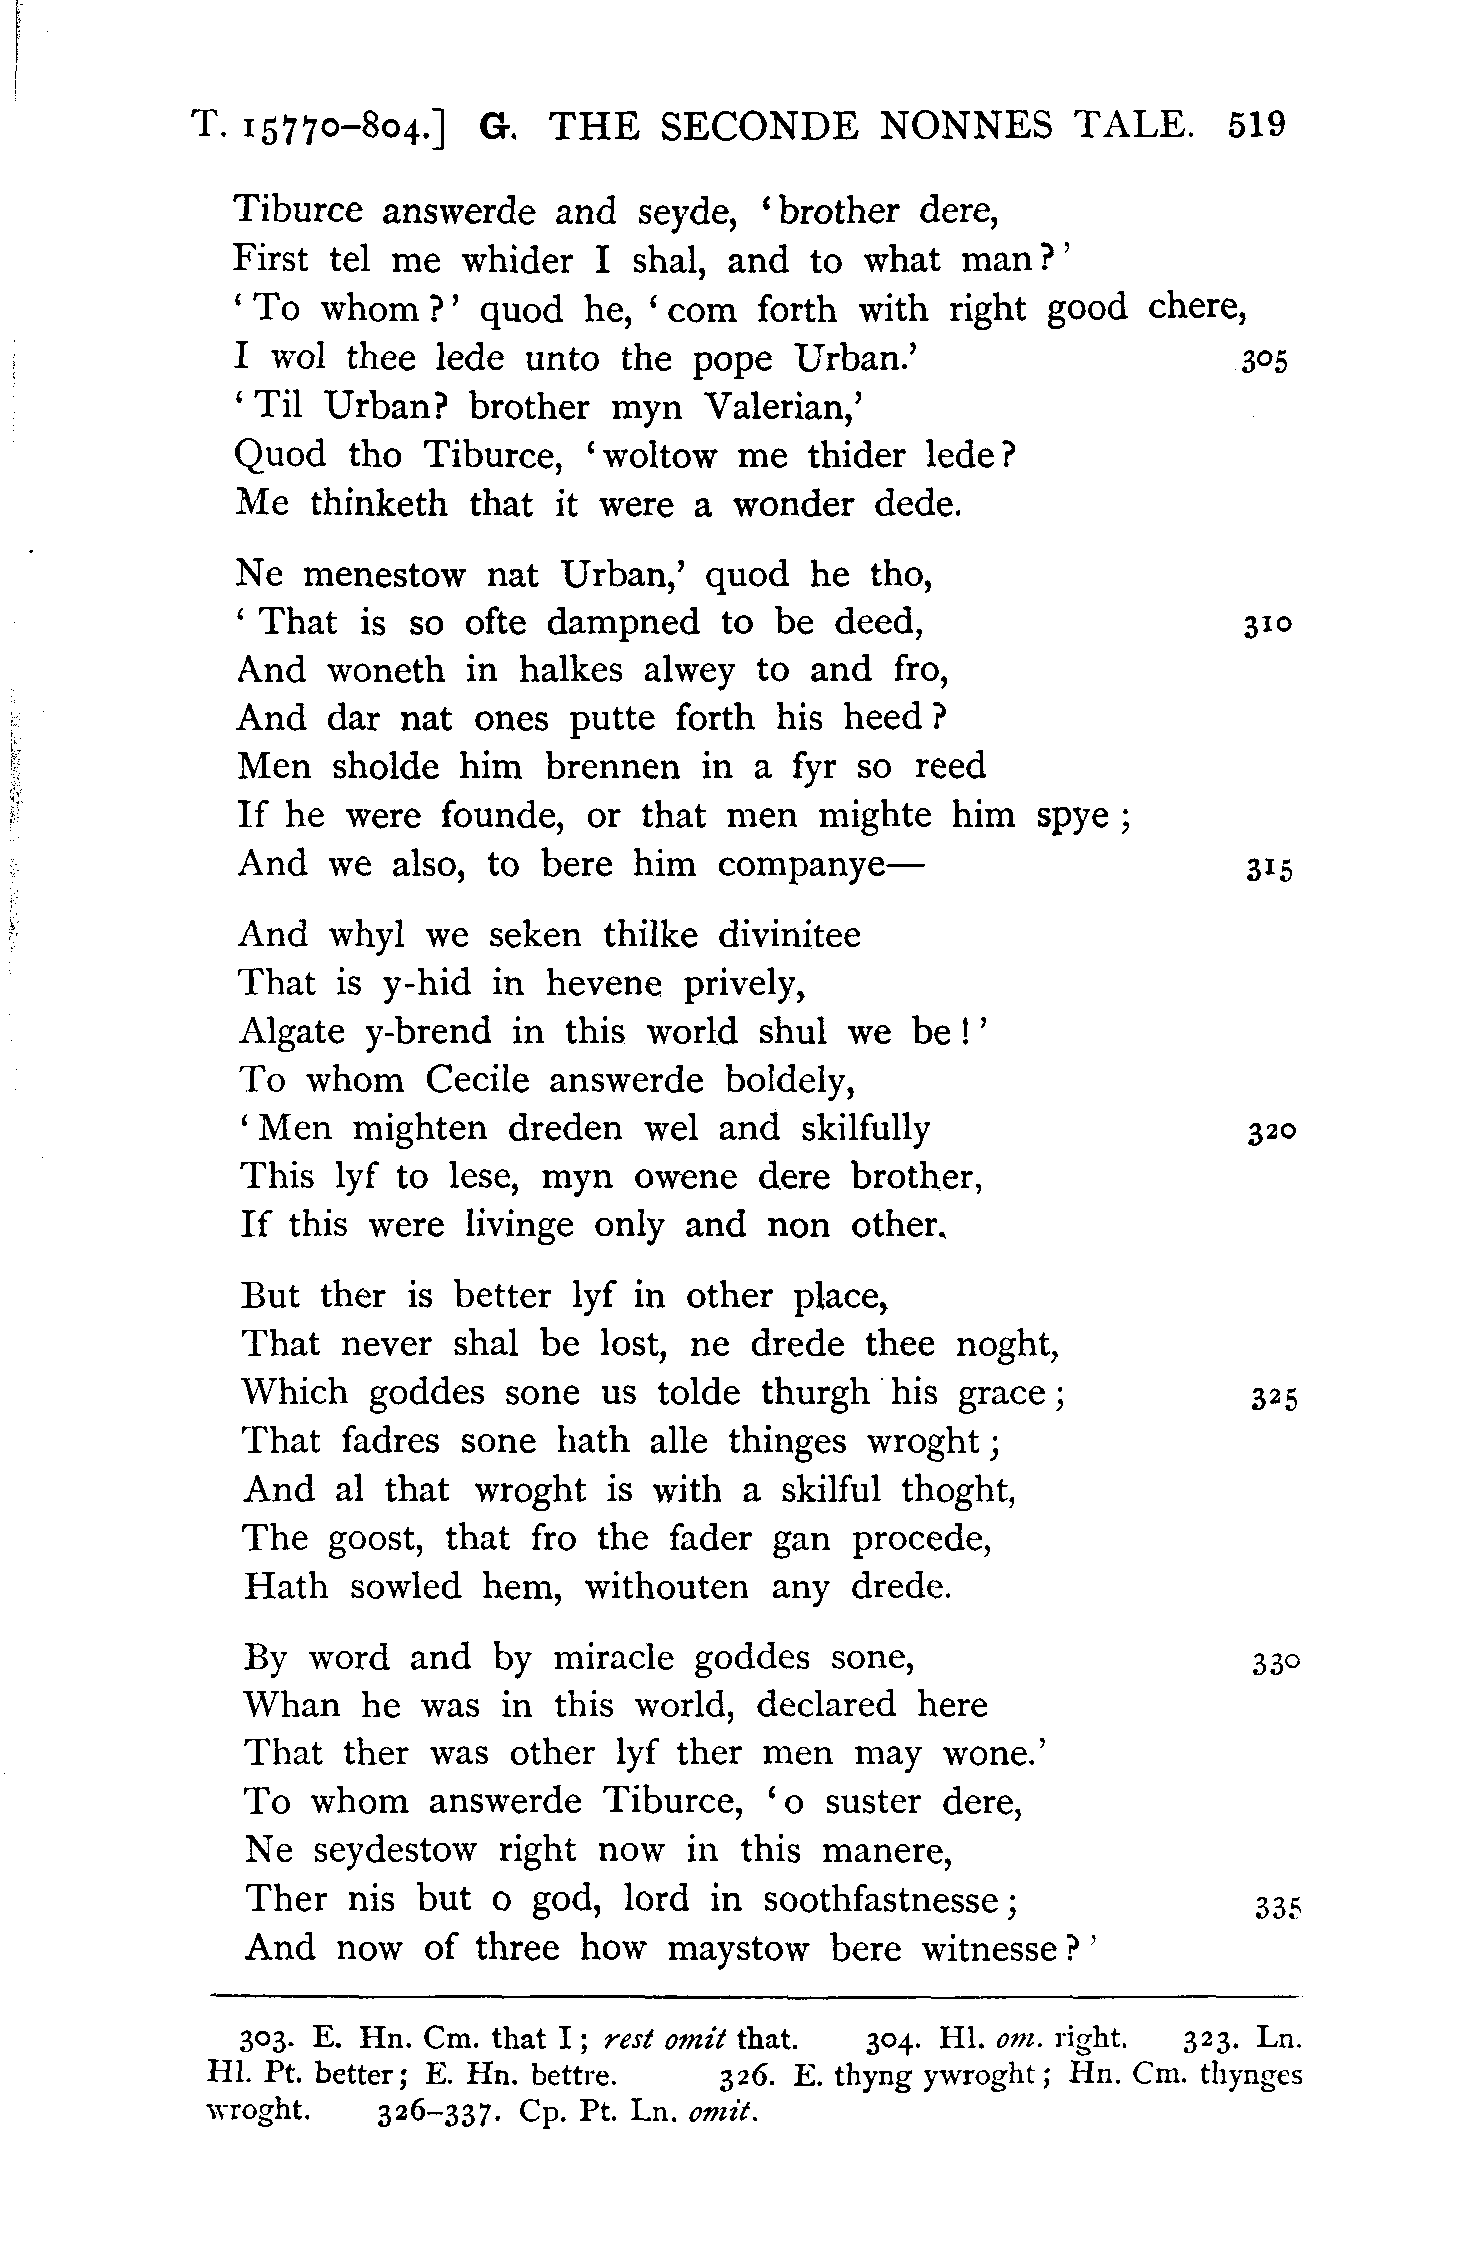 T. 15770–804.] G. THE SECONDE NONNES TALE. 519
Tiburce answerde and seyde, ‘brother dere,
First tel me whider I shal, and to what man?’
‘To whom?’ quod he, ‘com forth with right good chere,
I wol thee lede unto the pope Urban.’ 305
‘Til Urban? brother myn Valerian,’
Quod tho Tiburce, ‘woltow me thider lede?
Me thinketh that it were a wonder dede.
Ne menestow nat Urban,’ quod he tho,
‘That is so ofte dampned to be deed, 310
And woneth in halkes alwey to and fro,
And dar nat ones putte forth his heed?
Men sholde him brennen in a fyr so reed
If he were founde, or that men mighte him spye;
And we also, to bere him companye— 315
And whyl we seken thilke divinitee
That is y-hid in hevene prively,
Algate y-brend in this world shul we be!’
To whom Cecile answerde boldely,
‘Men mighten dreden wel and skilfully 320
This lyf to lese, myn owene dere brother,
If this were livinge only and non other.
But ther is better lyf in other place,
That never shal be lost, ne drede thee noght,
Which goddes sone us tolde thurgh his grace; 325
That fadres sone hath alle thinges wroght;
And al that wroght is with a skilful thoght,
The goost, that fro the fader gan procede,
Hath sowled hem, withouten any drede.
By word and by miracle goddes sone, 330
Whan he was in this world, declared here
That ther was other lyf ther men may wone.’
To whom answerde Tiburce, ‘o suster dere,
Ne seydestow right now in this manere,
Ther nis but o god, lord in soothfastnesse; 335
And now of three how maystow bere witnesse?’
303. E. Hn. Cm. that I; rest omit that. 304. Hl. om. right. 323. Ln.
Hl. Pt. better; E. Hn. bettre. 326. E. thyng ywroght; Hn. Cm. thynges
wroght. 326–337. Cp. Pt. Ln. omit.